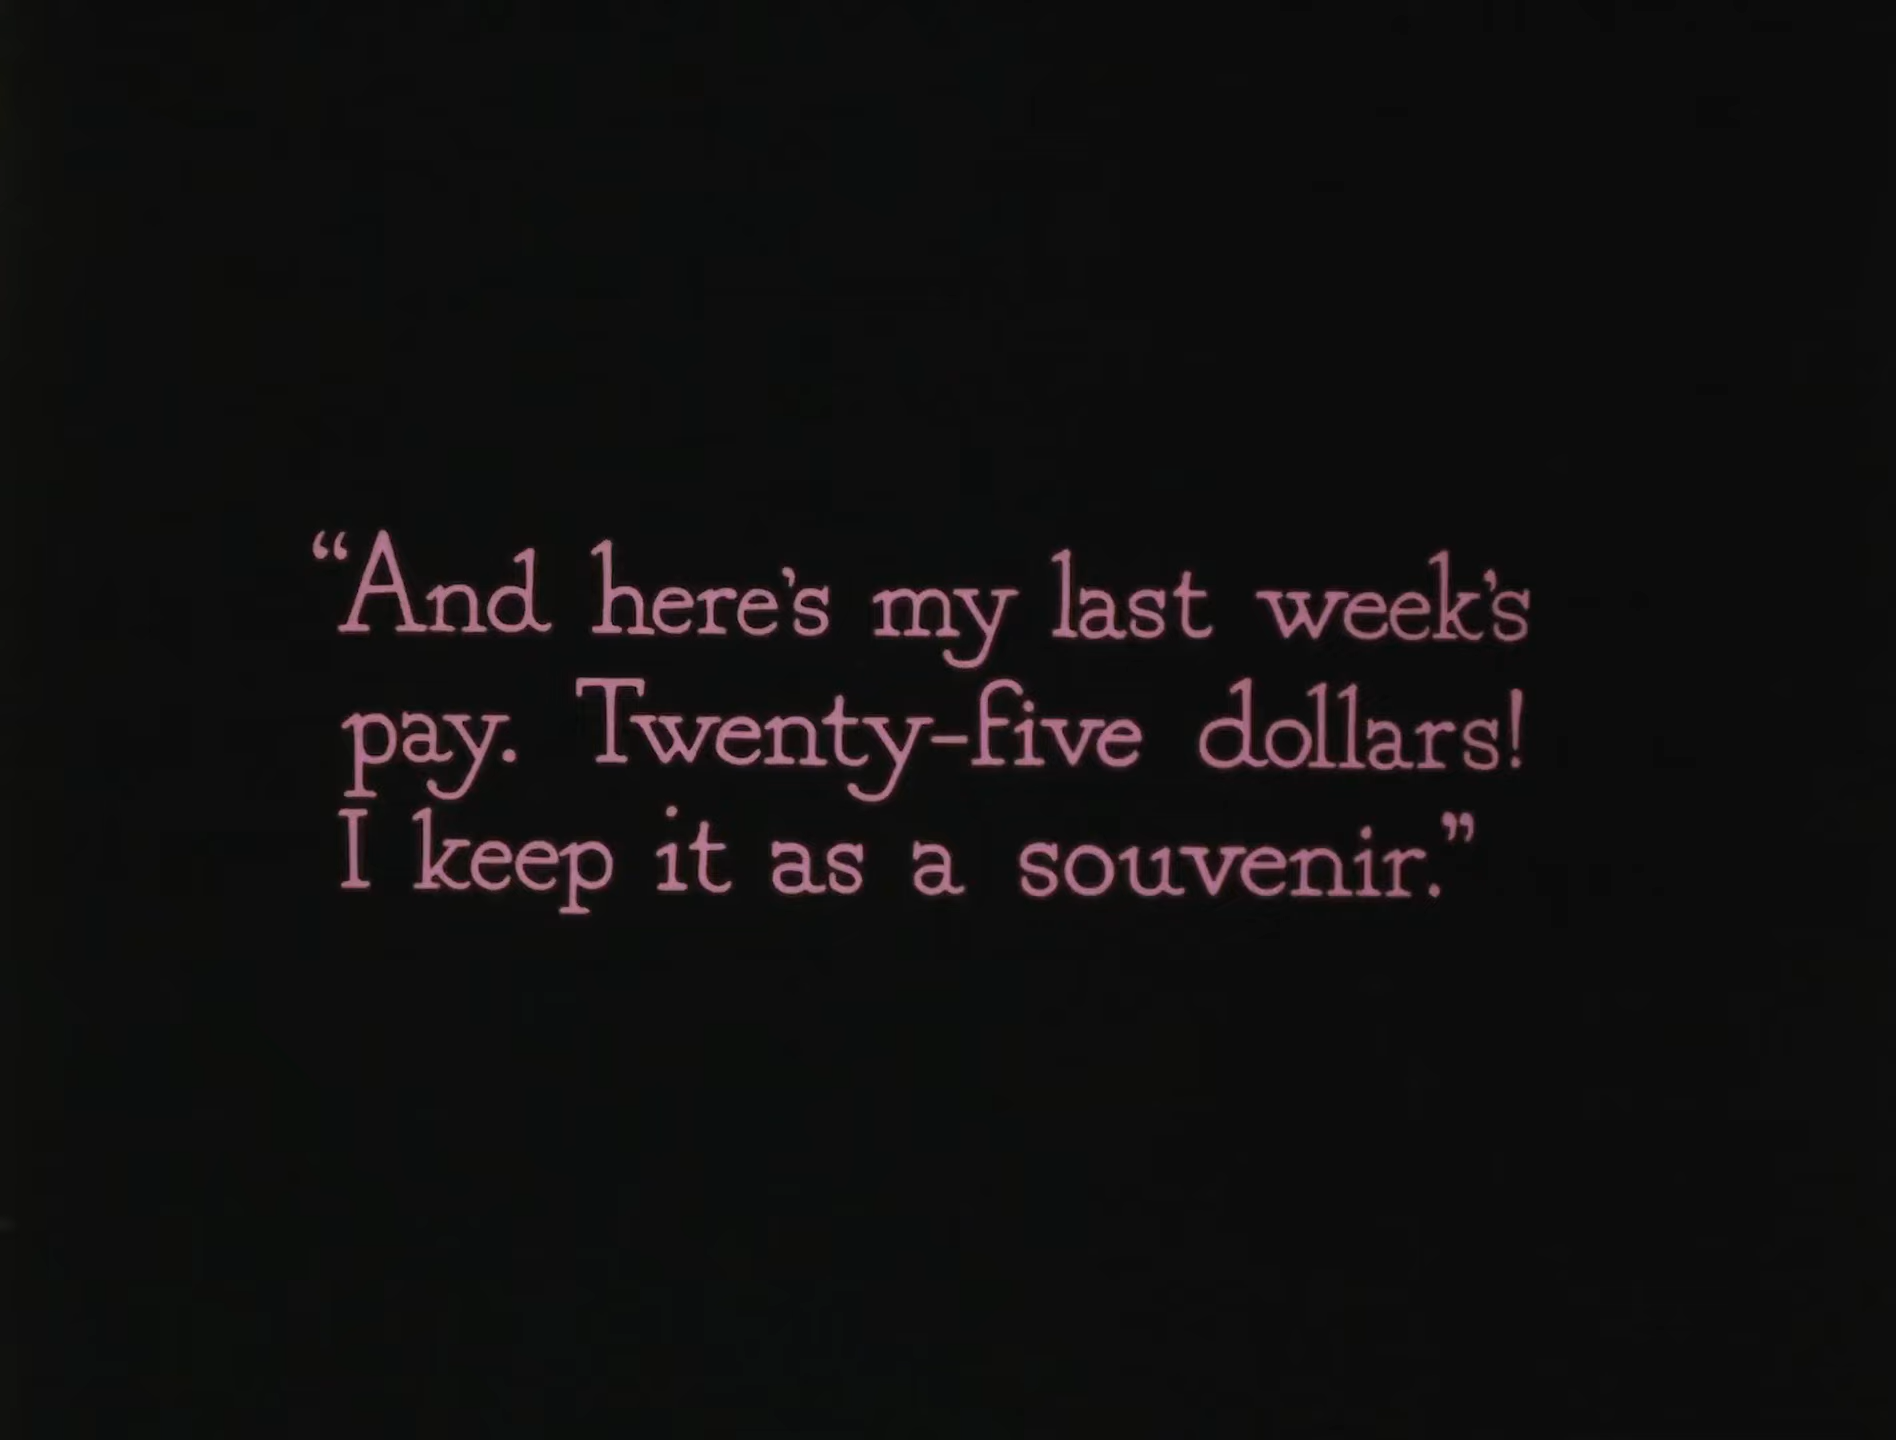 “And here’s my last week’s
pay. Twenty-five dollars!
I keep it as a souvenir.”